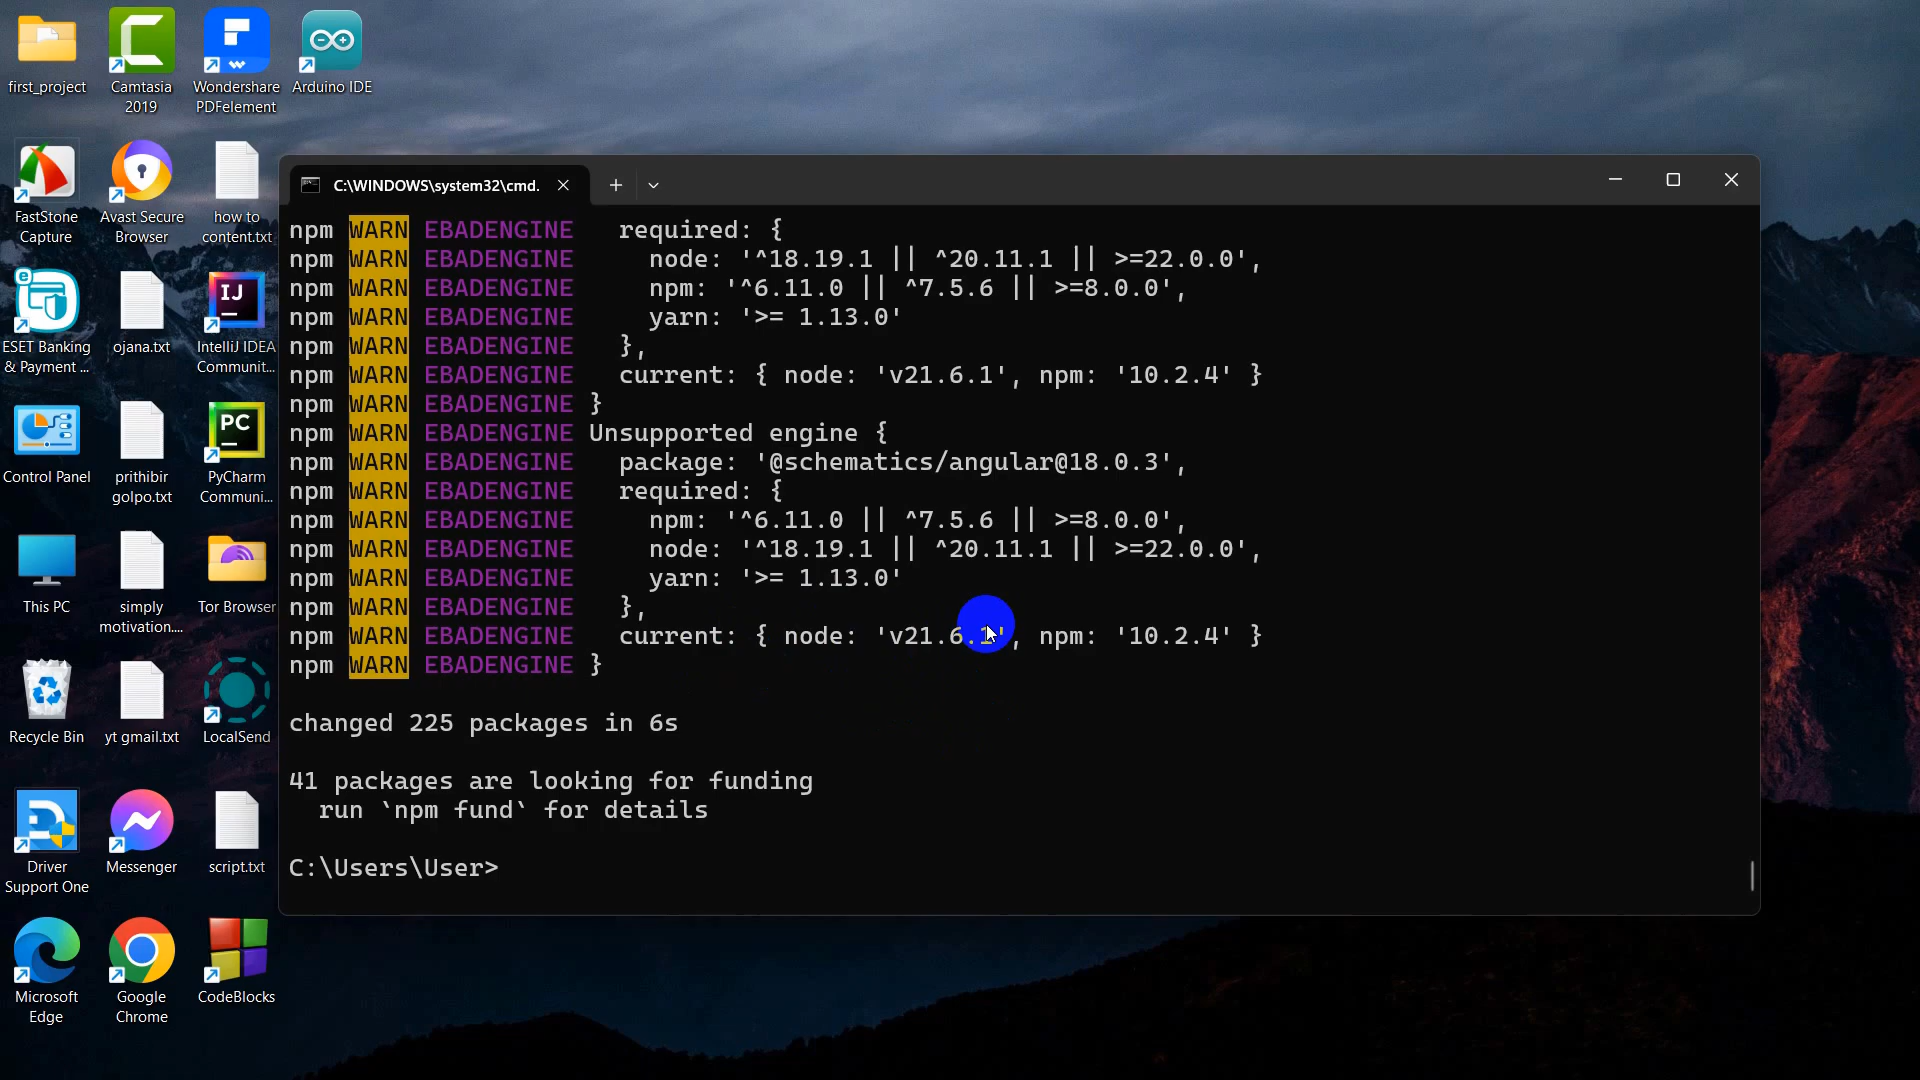 first_project
Camtasia
2019
Wondershare
PDFelement
Arduino IDE
FastStone
Capture
Avast Secure
Browser
how to
content.txt
ESET Banking
& Payment ...
ojana.txt
IntelliJ IDEA
Communit...
Control Panel
prithibir
golpo.txt
PyCharm
Communi...
This PC
simply
motivation....
Tor Browser
Recycle Bin
yt gmail.txt
LocalSend
Driver
Support One
Messenger
script.txt
Microsoft
Edge
Google
Chrome
CodeBlocks
C:\WINDOWS\system32\cmd.
npm WARN EBADENGINE   required: {
npm WARN EBADENGINE     node: '^18.19.1 || ^20.11.1 || >=22.0.0',
npm WARN EBADENGINE     npm: '^6.11.0 || ^7.5.6 || >=8.0.0',
npm WARN EBADENGINE     yarn: '>= 1.13.0'
npm WARN EBADENGINE   },
npm WARN EBADENGINE   current: { node: 'v21.6.1', npm: '10.2.4' }
npm WARN EBADENGINE }
npm WARN EBADENGINE Unsupported engine {
npm WARN EBADENGINE   package: '@schematics/angular@18.0.3',
npm WARN EBADENGINE   required: {
npm WARN EBADENGINE     npm: '^6.11.0 || ^7.5.6 || >=8.0.0',
npm WARN EBADENGINE     node: '^18.19.1 || ^20.11.1 || >=22.0.0',
npm WARN EBADENGINE     yarn: '>= 1.13.0'
npm WARN EBADENGINE   },
npm WARN EBADENGINE   current: { node: 'v21.6.1', npm: '10.2.4' }
npm WARN EBADENGINE }
changed 225 packages in 6s
41 packages are looking for funding
  run `npm fund` for details
C:\Users\User>